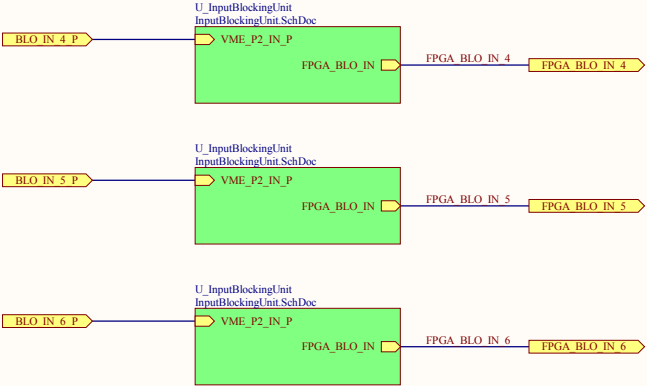 U_InputBlockingUnit
InputBlockingUnit.SchDoc
BLO_IN_4_P
VME_P2_IN_P
FPGA_BLO_IN
FPGA_BLO_IN_4
FPGA_BLO_IN_4
U_InputBlockingUnit
InputBlockingUnit.SchDoc
BLO_IN_5_P
VME_P2_IN_P
FPGA_BLO_IN
FPGA_BLO_IN_5
FPGA_BLO_IN_5
U_InputBlockingUnit
InputBlockingUnit.SchDoc
BLO_IN_6_P
VME_P2_IN_P
FPGA_BLO_IN
FPGA_BLO_IN_6
FPGA_BLO_IN_6